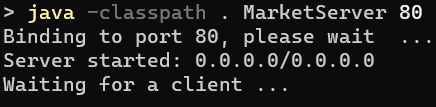 > java -classpath . MarketServer 80
Binding to port 80, please wait  ...
Server started: 0.0.0.0/0.0.0.0
Waiting for a client ...